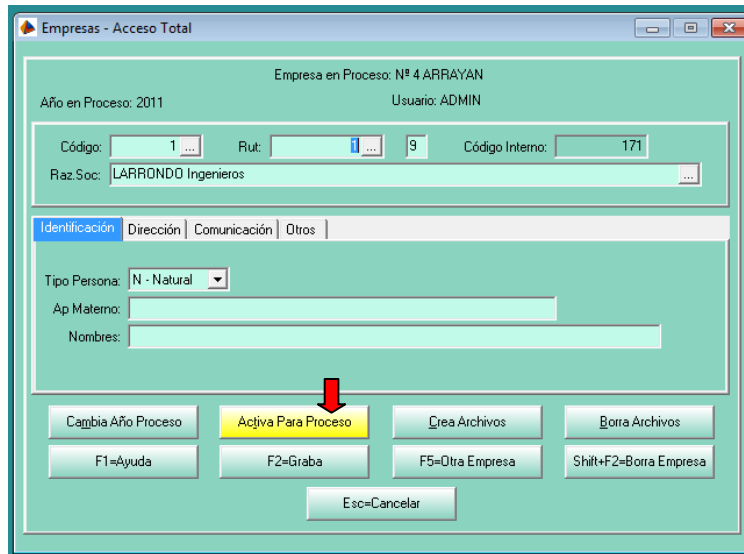 Empresas - Acceso Total
Empresa en Proceso: Nº 4 ARRAYAN
Año en Proceso: 2011 Usuario: ADMIN
Código: 1 ... Rut: 1 ... 9 Código Interno: 171
Raz.Soc: LARRONDO Ingenieros ...
Identificación Dirección Comunicación Otros
Tipo Persona: N - Natural
Ap Materno:
Nombres:
Cambia Año Proceso Activa Para Proceso Crea Archivos Borra Archivos
F1=Ayuda F2=Graba F5=Otra Empresa Shift+F2=Borra Empresa
Esc=Cancelar